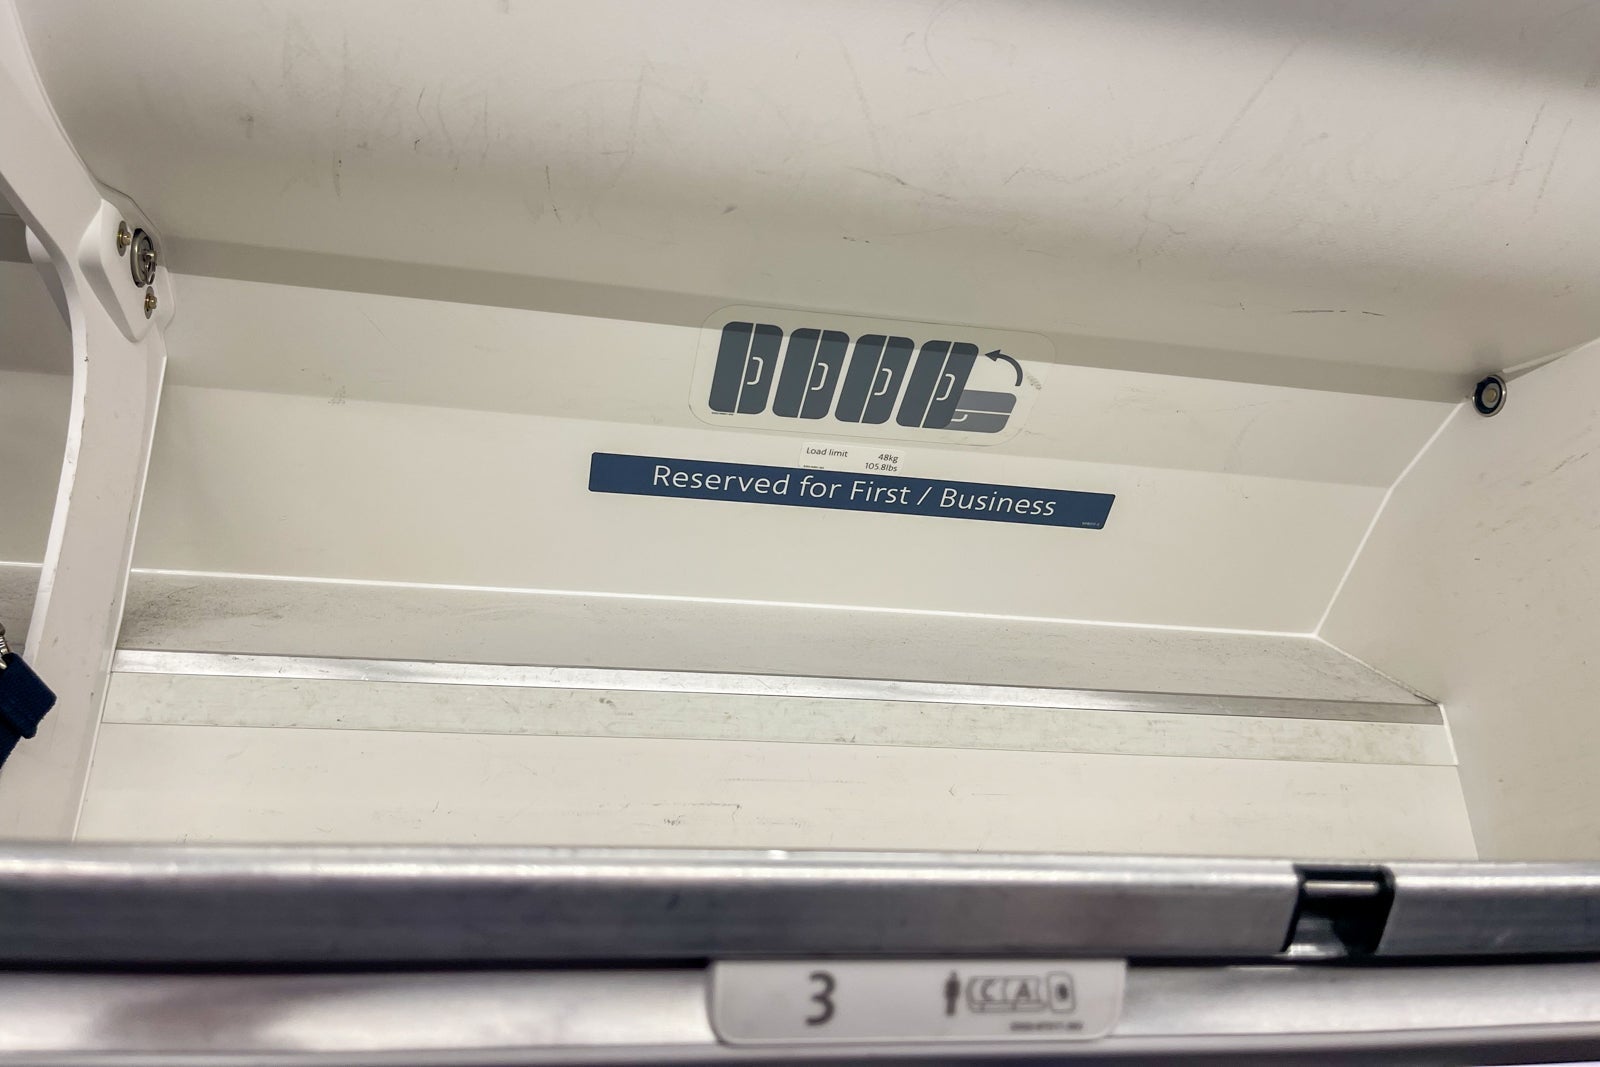 Load limit 48kg
105.8lbs
Reserved for First / Business
3 C A